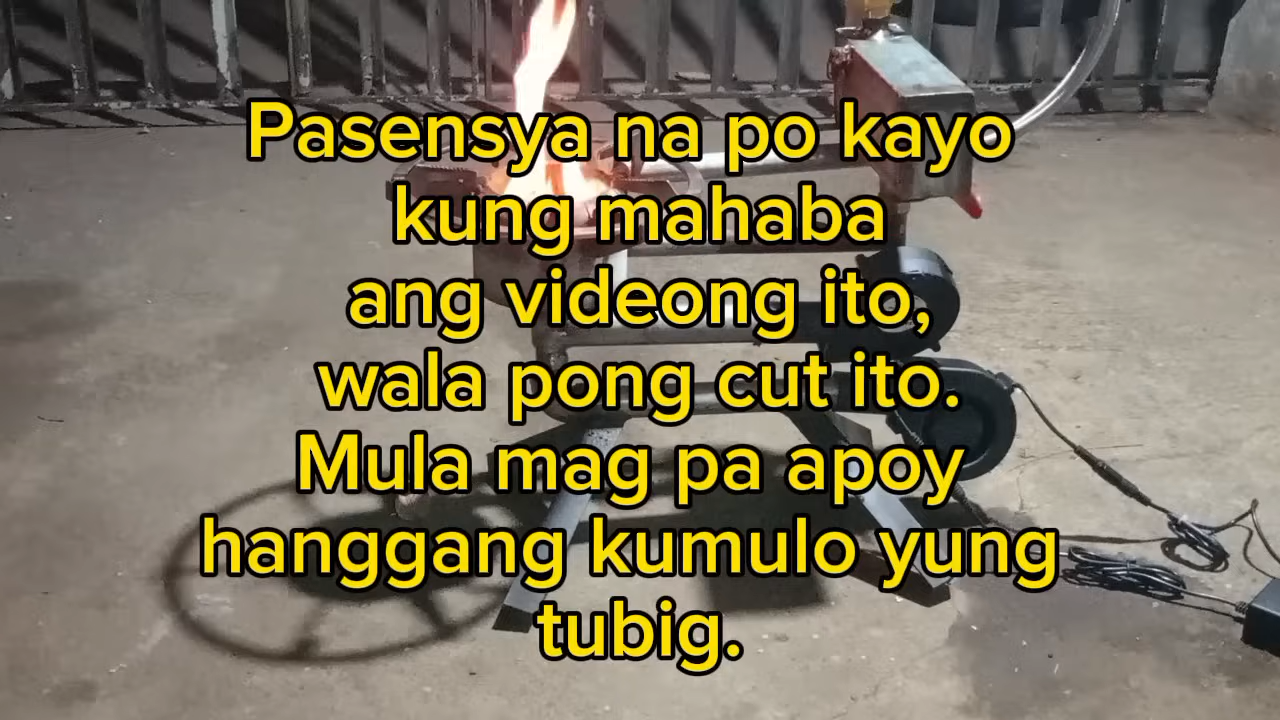 Pasensya na po kayo
kung mahaba
ang videong ito,
wala pong cut ito.
Mula mag pa apoy
hanggang kumulo yung
tubig.